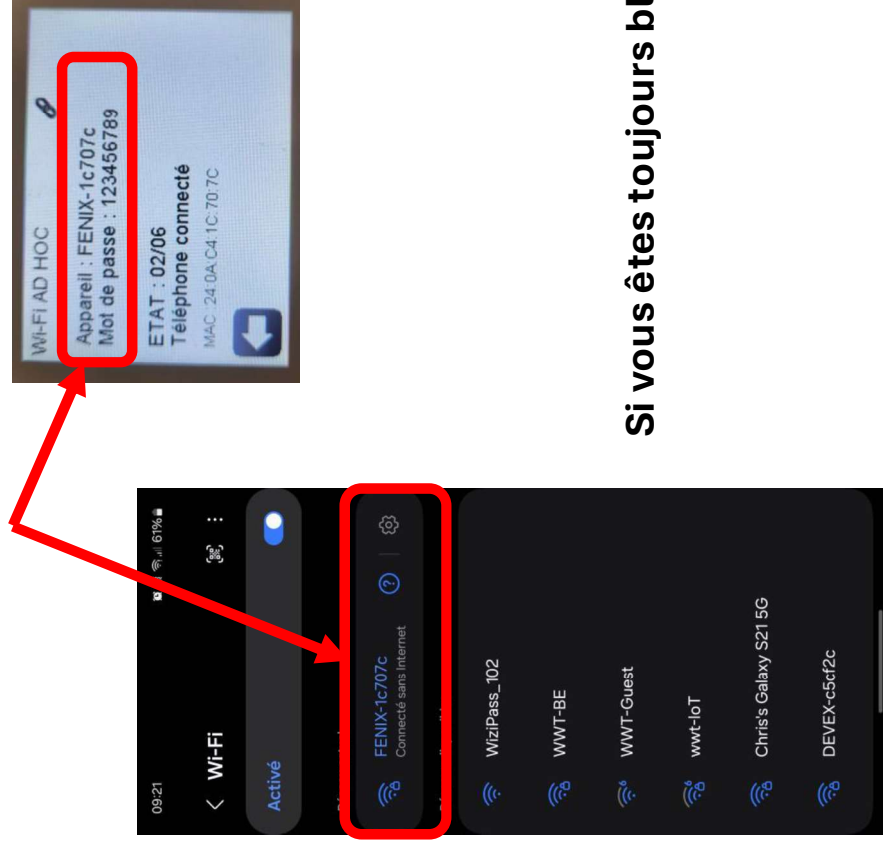 Wi-Fi AD HOC
Appareil : FENIX-1c707c
Mot de passe : 123456789
ETAT : 02/06
Téléphone connecté
MAC :24:0A:C4:1C:70:7C
09:21
61%
Wi-Fi
Activé
FENIX-1c707c
Connecté sans Internet
WiziPass_102
WWT-BE
WWT-Guest
wwt-IoT
Chris's Galaxy S21 5G
DEVEX-c5cf2c
Si vous êtes toujours